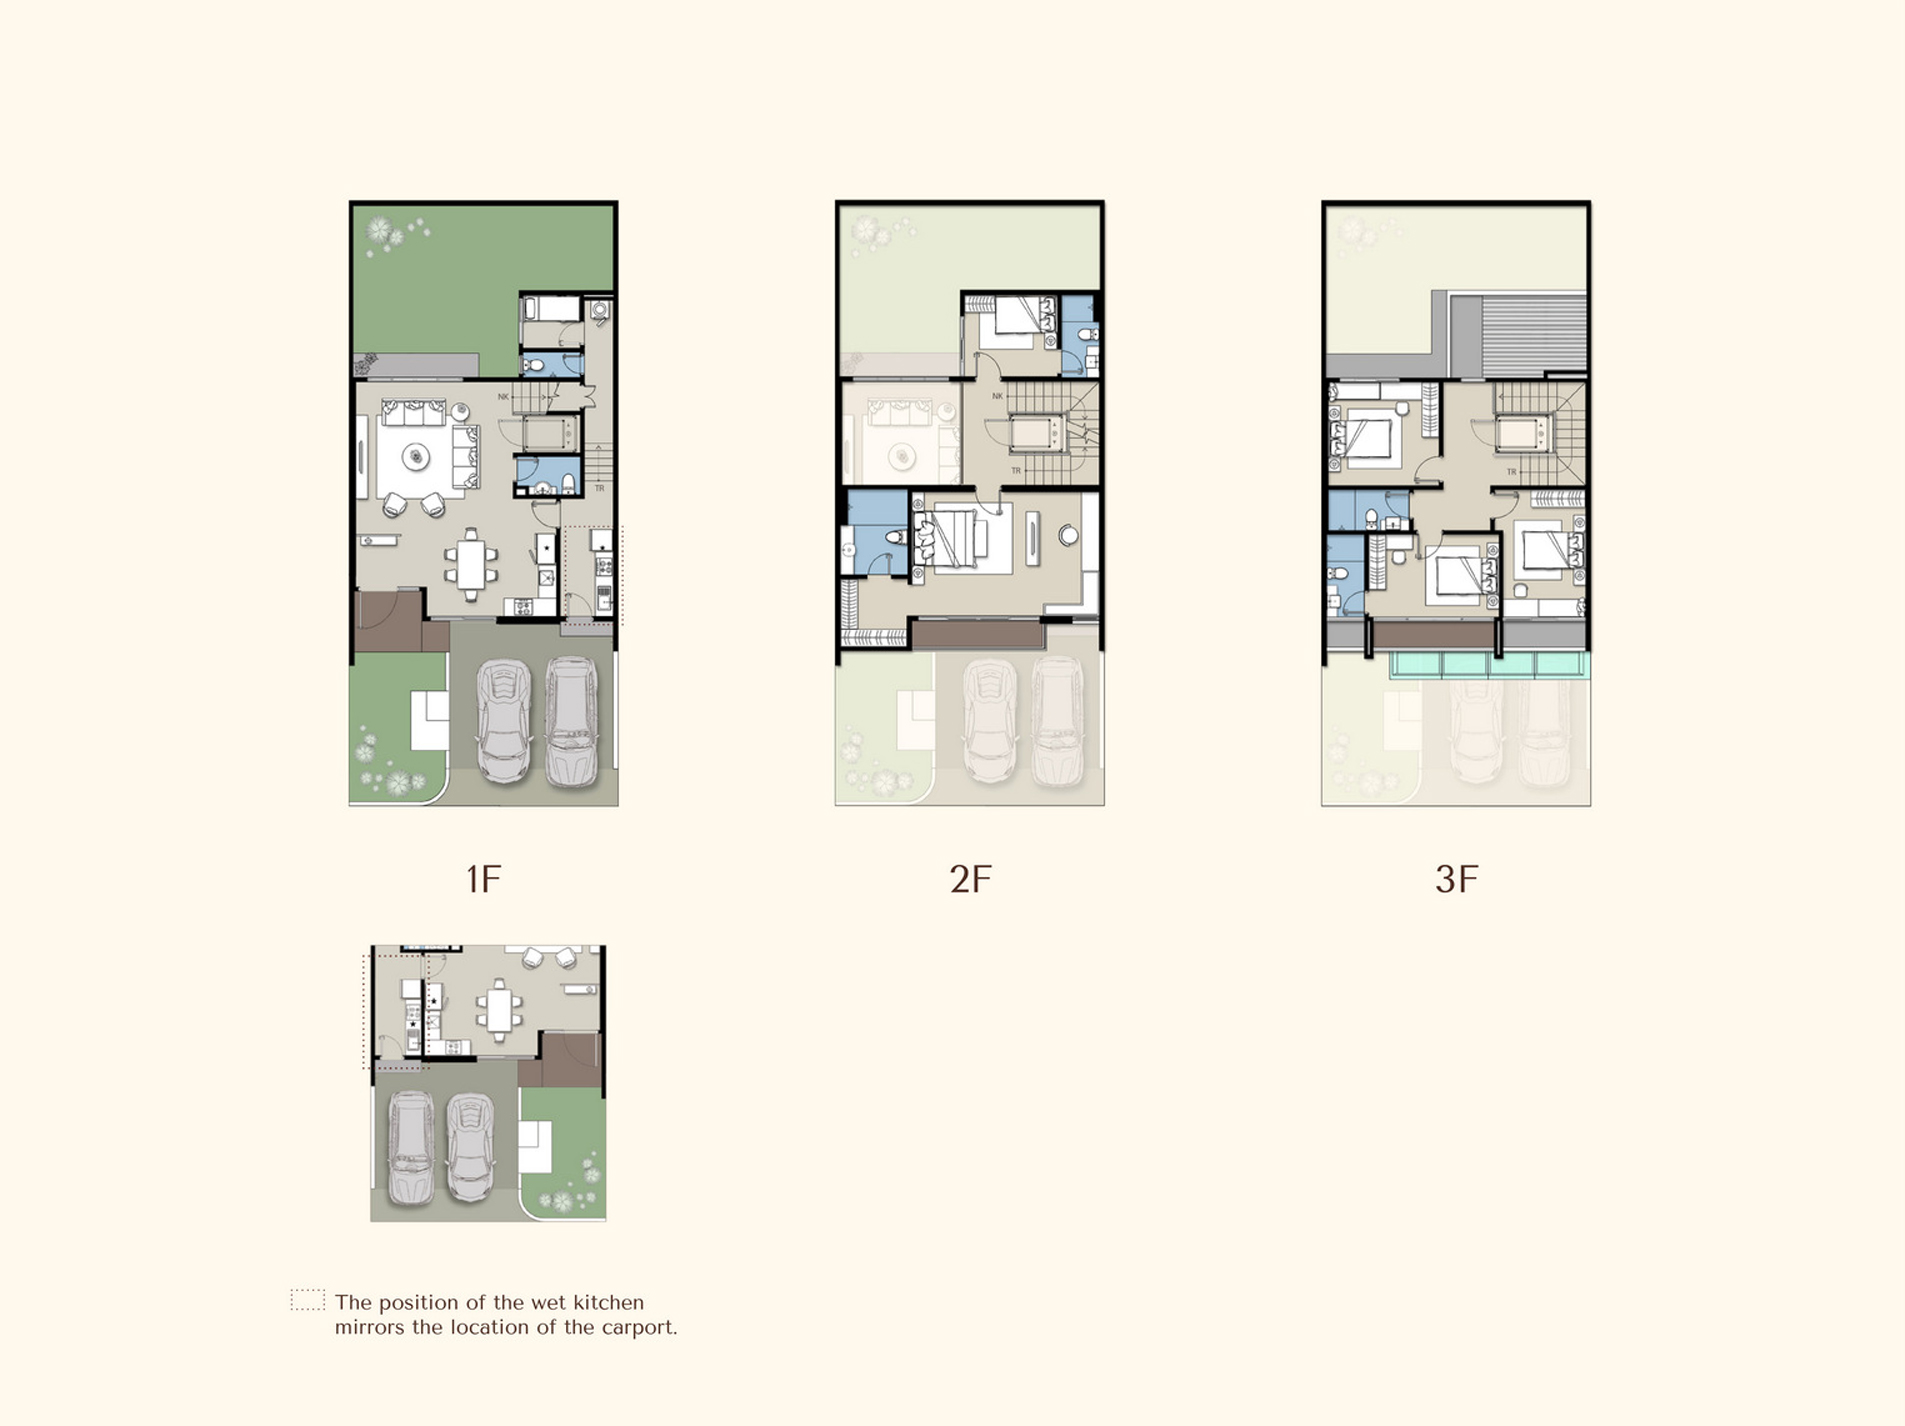 NK
TR
NK
TR
TR
1F
2F
3F
The position of the wet kitchen
mirrors the location of the carport.